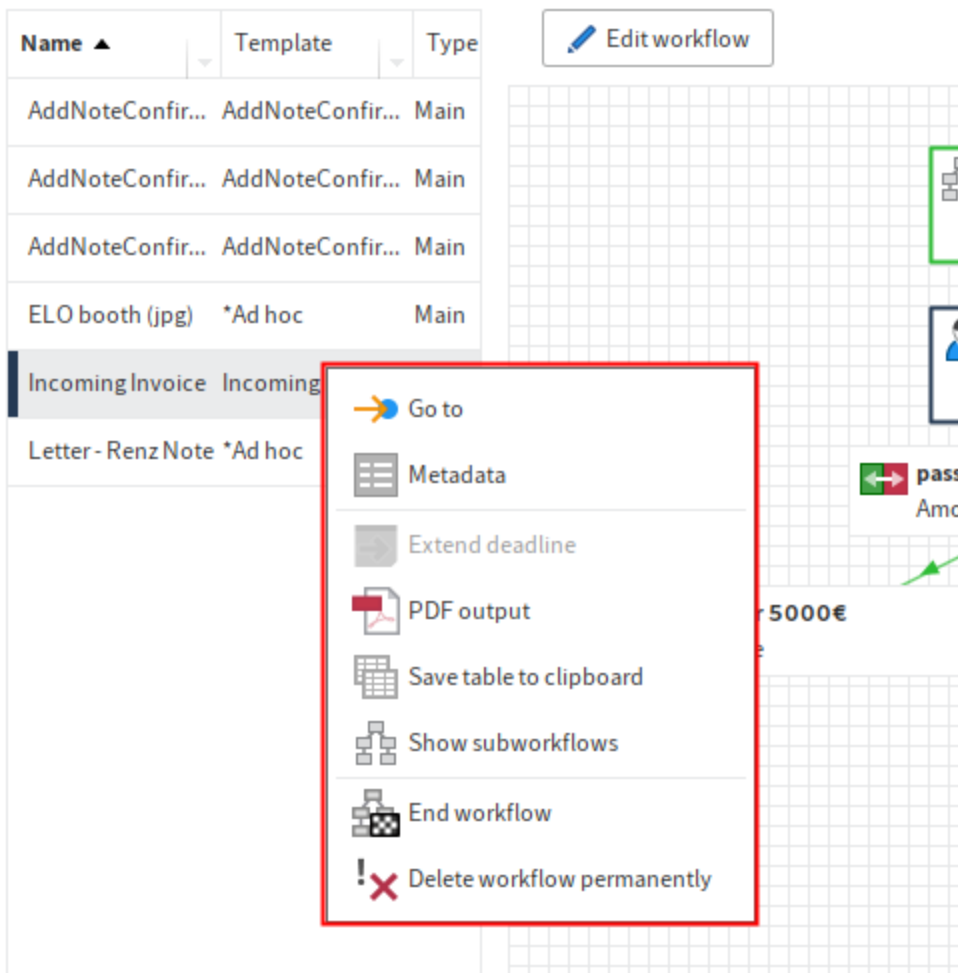 Name Template Type
Edit workflow
AddNoteConfir... AddNoteConfir... Main
AddNoteConfir... AddNoteConfir... Main
AddNoteConfir... AddNoteConfir... Main
ELO booth (jpg) *Ad hoc Main
Incoming Invoice Incoming
Letter - Renz Note *Ad hoc
Go to
Metadata
Extend deadline
PDF output
Save table to clipboard
Show subworkflows
End workflow
Delete workflow permanently
pass
Amo
r 5000€
e